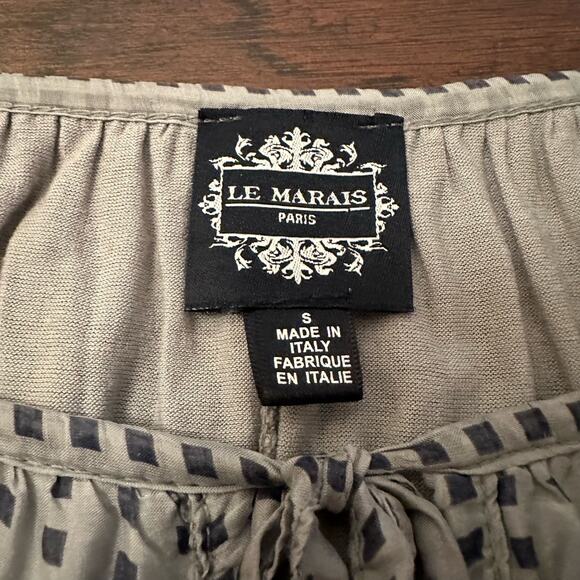 LE MARAIS
PARIS
S
MADE IN
ITALY
FABRIQUE
EN ITALIE